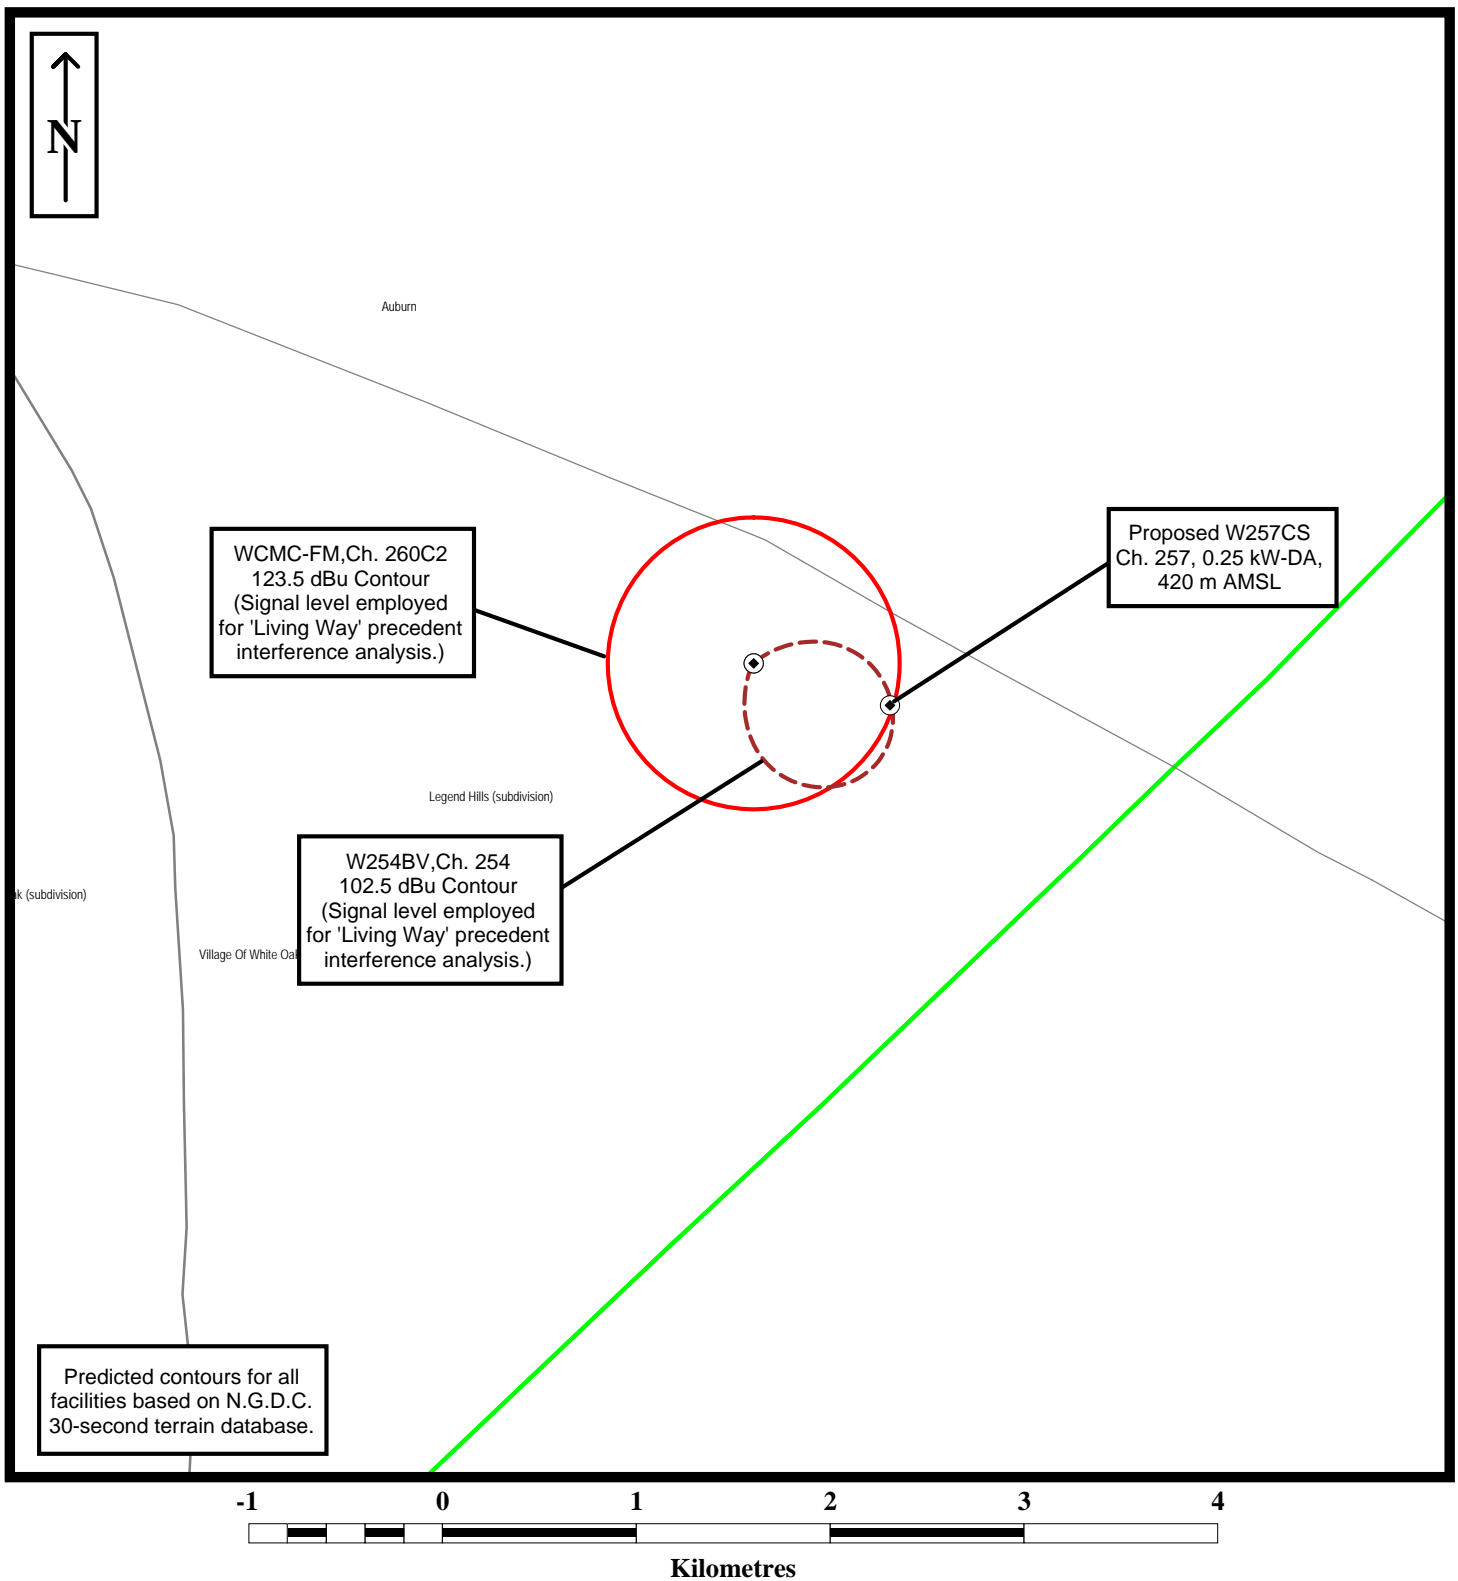 N
Auburn
WCMC-FM,Ch. 260C2
123.5 dBu Contour
(Signal level employed
for 'Living Way' precedent
interference analysis.)
Proposed W257CS
Ch. 257, 0.25 kW-DA,
420 m AMSL
Legend Hills (subdivision)
W254BV,Ch. 254
102.5 dBu Contour
(Signal level employed
for 'Living Way' precedent
interference analysis.)
(subdivision)
Village Of White
Predicted contours for all
facilities based on N.G.D.C.
30-second terrain database.
-1 0 1 2 3 4
Kilometres